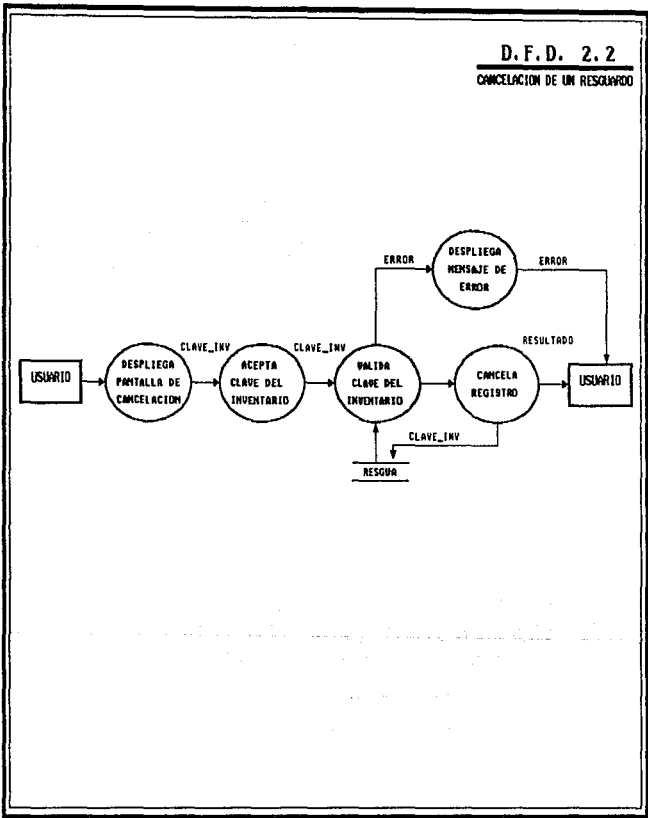 D.F.D. 2.2
CANCELACION DE UN RESGUARDO
DESPLIEGA
MENSAJE DE
ERROR
ERROR
ERROR
USUARIO
DESPLIEGA
PANTALLA DE
CANCELACION
CLAVE_INV
ACEPTA
CLAVE DEL
INVENTARIO
CLAVE_INV
VALIDA
CLAVE DEL
INVENTARIO
CANCELA
REGISTRO
RESULTADO
USUARIO
CLAVE_INV
RESGUA